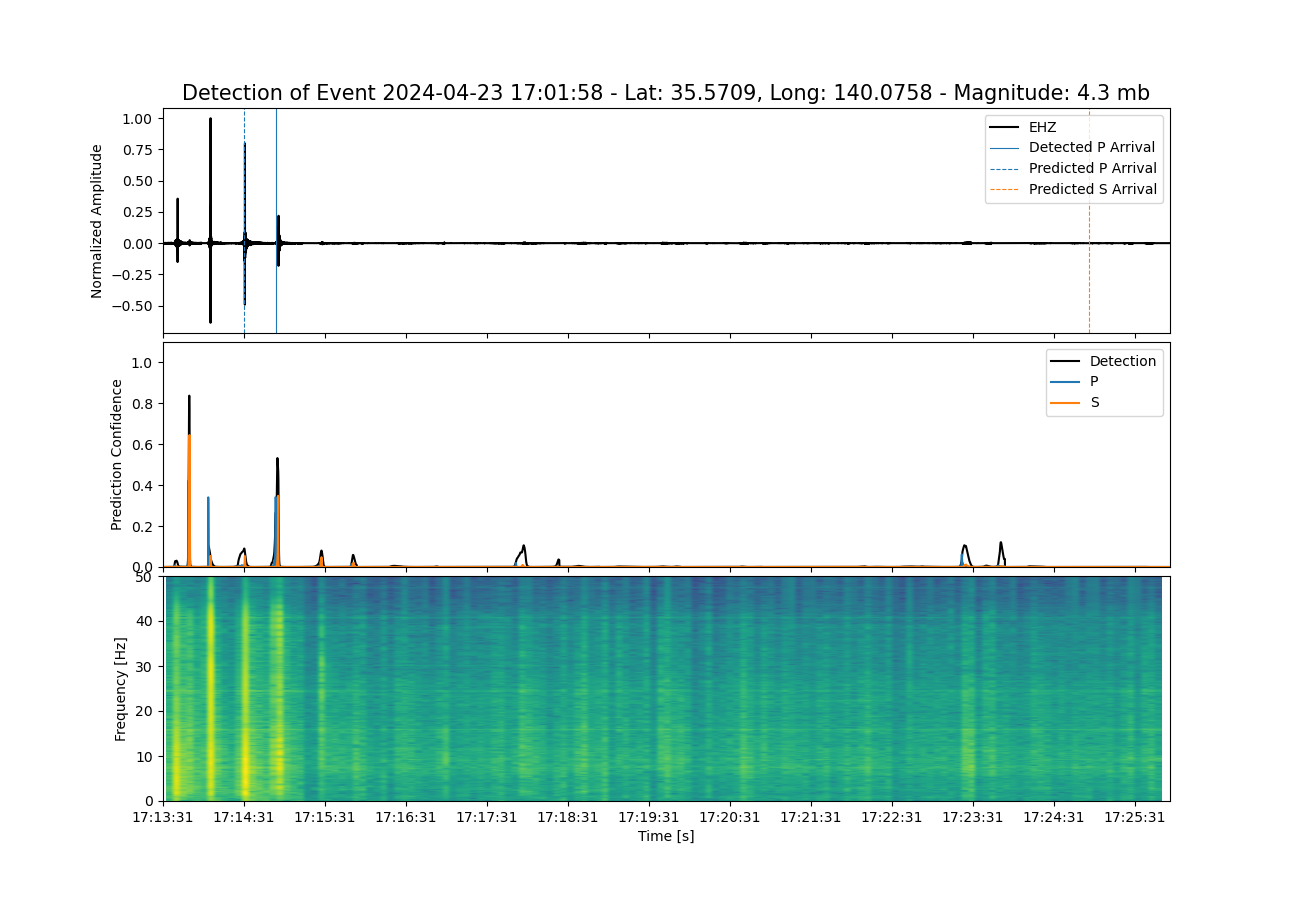 Detection of Event 2024-04-23 17:01:58 - Lat: 35.5709, Long: 140.0758 - Magnitude: 4.3 mb
Normalized Amplitude
1.00
0.75
0.50
0.25
0.00
−0.25
−0.50
EHZ
Detected P Arrival
Predicted P Arrival
Predicted S Arrival
Prediction Confidence
1.0
0.8
0.6
0.4
0.2
0.0
Detection
P
S
Frequency [Hz]
50
40
30
20
10
0
17:13:31 17:14:31 17:15:31 17:16:31 17:17:31 17:18:31 17:19:31 17:20:31 17:21:31 17:22:31 17:23:31 17:24:31 17:25:31
Time [s]